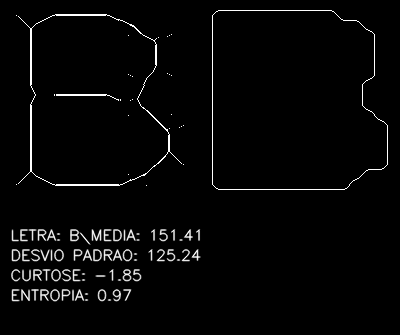 LETRA: B\MEDIA: 151.41
DESVIO PADRAO: 125.24
CURTOSE: -1.85
ENTROPIA: 0.97